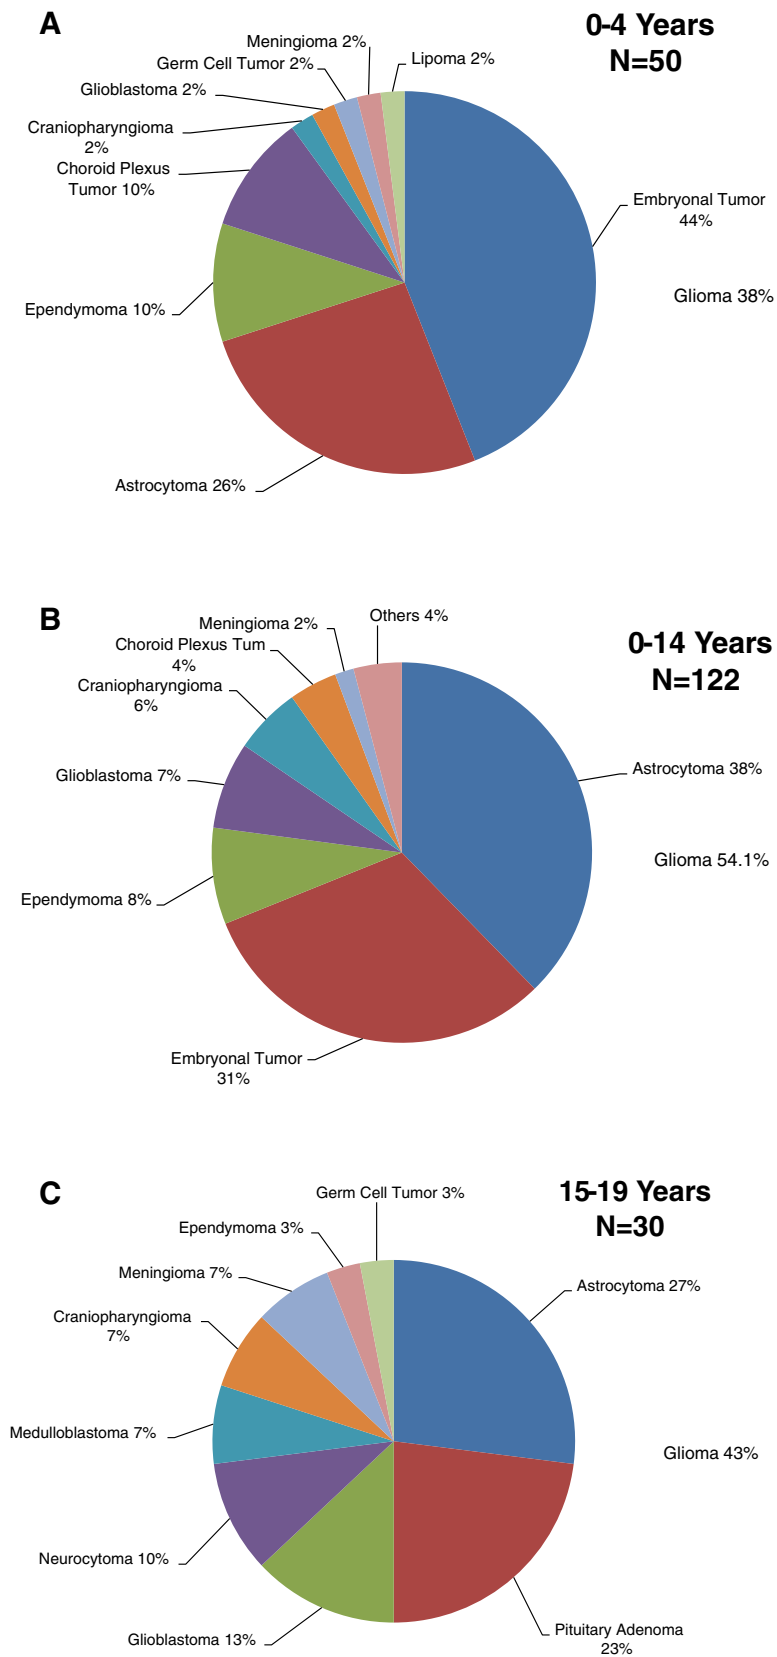 A
0-4 Years
N=50
Meningioma 2%
Germ Cell Tumor 2%
Lipoma 2%
Glioblastoma 2%
Craniopharyngioma
2%
Choroid Plexus
Tumor 10%
Embryonal Tumor
44%
Glioma 38%
Ependymoma 10%
Astrocytoma 26%
B
0-14 Years
N=122
Others 4%
Meningioma 2%
Choroid Plexus Tum
4%
Craniopharyngioma
6%
Astrocytoma 38%
Glioblastoma 7%
Glioma 54.1%
Ependymoma 8%
Embryonal Tumor
31%
C
15-19 Years
N=30
Germ Cell Tumor 3%
Ependymoma 3%
Meningioma 7%
Astrocytoma 27%
Craniopharyngioma
7%
Medulloblastoma 7%
Glioma 43%
Neurocytoma 10%
Pituitary Adenoma
23%
Glioblastoma 13%